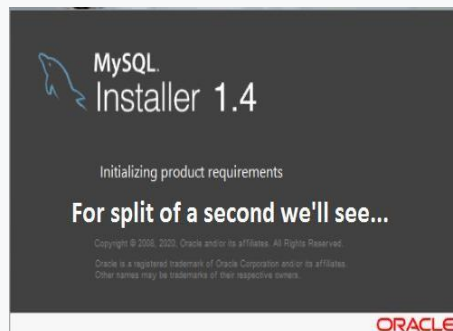 MySQL.
Installer 1.4
Initializing product requirements
For split of a second we'll see...
Copyright © 2006, 2020, Oracle and/or its affiliates. All Rights Reserved.
Oracle is a registered trademark of Oracle Corporation and/or its affiliates.
Other names may be trademarks of their respective owners.
ORACLE